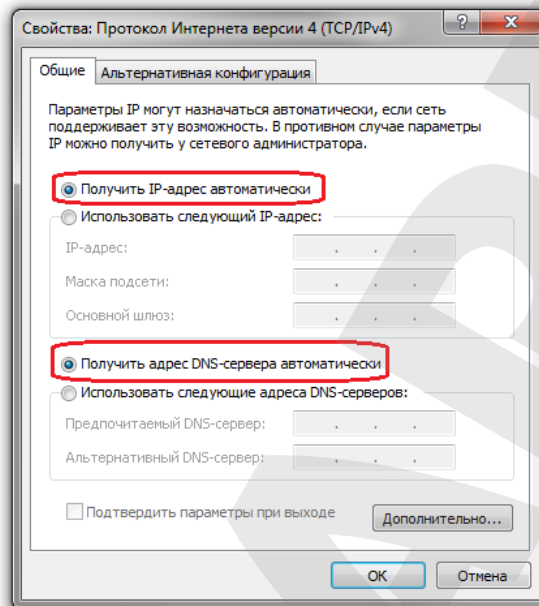 Свойства: Протокол Интернета версии 4 (TCP/IPv4)
?
X
Общие
Альтернативная конфигурация
Параметры IP могут назначаться автоматически, если сеть
поддерживает эту возможность. В противном случае параметры
IP можно получить у сетевого администратора.
Получить IP-адрес автоматически
Использовать следующий IP-адрес:
IP-адрес:
Маска подсети:
Основной шлюз:
Получить адрес DNS-сервера автоматически
Использовать следующие адреса DNS-серверов:
Предпочитаемый DNS-сервер:
Альтернативный DNS-сервер:
Подтвердить параметры при выходе
Дополнительно...
ОК
Отмена